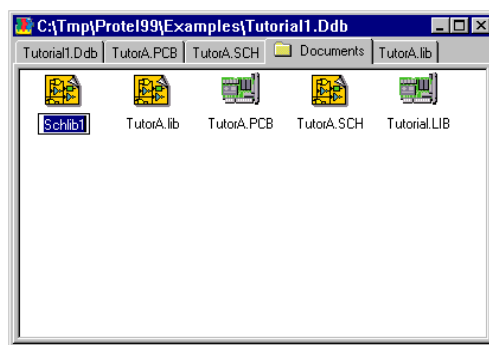 C:\Tmp\Protel99\Examples\Tutorial1.Ddb
Tutorial1.Ddb TutorA.PCB TutorA.SCH Documents TutorA.lib
Schlib1 TutorA.lib TutorA.PCB TutorA.SCH Tutorial.LIB